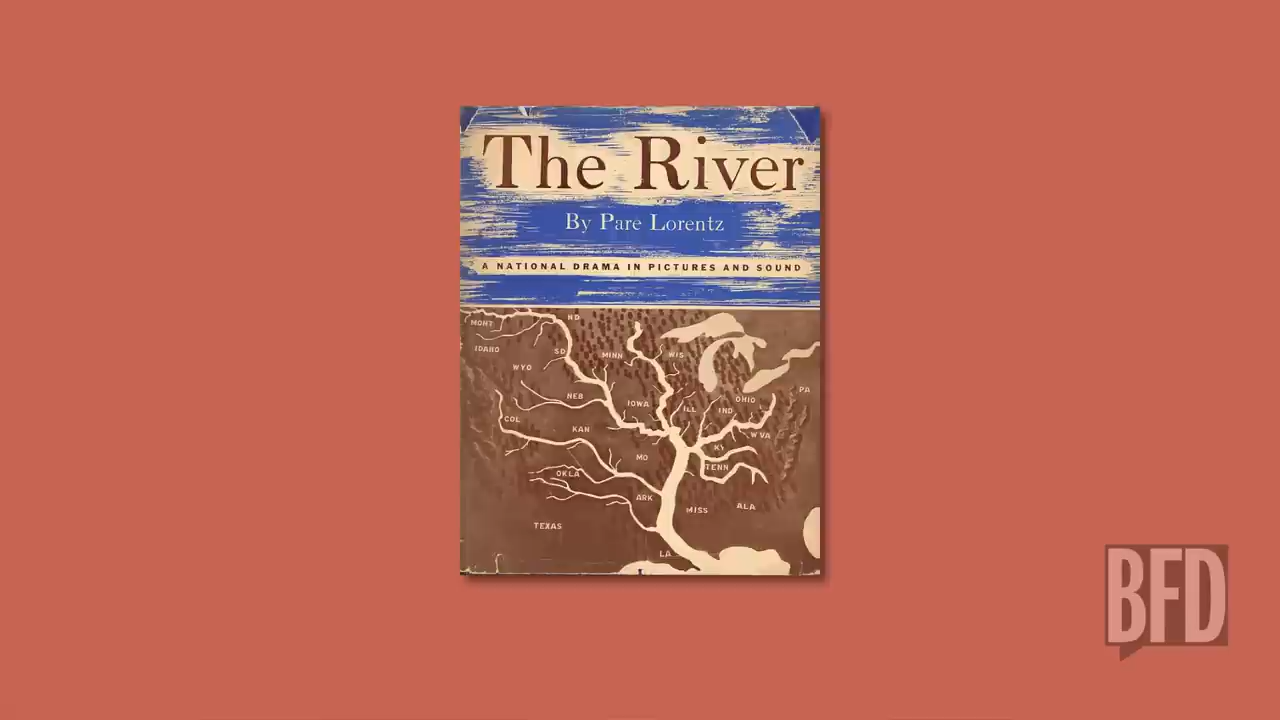 The River
By Pare Lorentz
A NATIONAL DRAMA IN PICTURES AND SOUND
MONT
ND
IDAHO
SD
MINN
WIS
WYO
PA
NEB
IOWA
OHIO
ILL
IND
COL
KAN
W VA
KY
MO
TENN
OKLA
ARK
MISS
ALA
TEXAS
LA
BFD